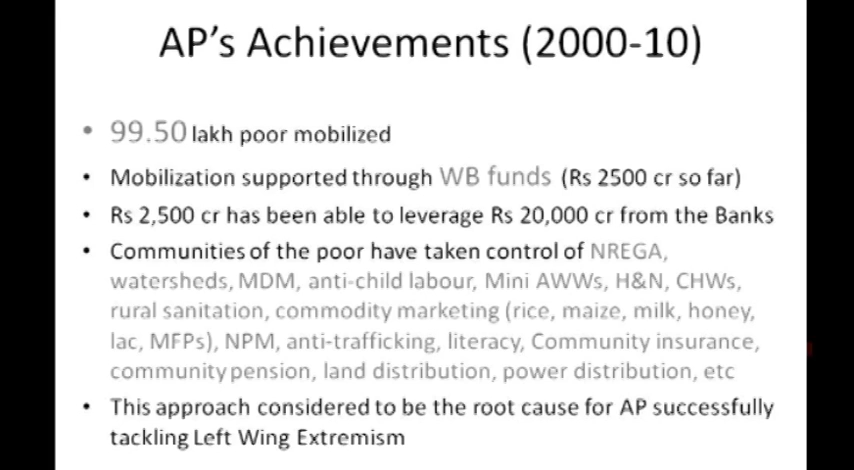 AP's Achievements (2000-10)
• 99.50 lakh poor mobilized
• Mobilization supported through WB funds (Rs 2500 cr so far)
• Rs 2,500 cr has been able to leverage Rs 20,000 cr from the Banks
• Communities of the poor have taken control of NREGA,
watersheds, MDM, anti-child labour, Mini AWWs, H&N, CHWs,
rural sanitation, commodity marketing (rice, maize, milk, honey,
lac, MFPs), NPM, anti-trafficking, literacy, Community insurance,
community pension, land distribution, power distribution, etc
• This approach considered to be the root cause for AP successfully
tackling Left Wing Extremism